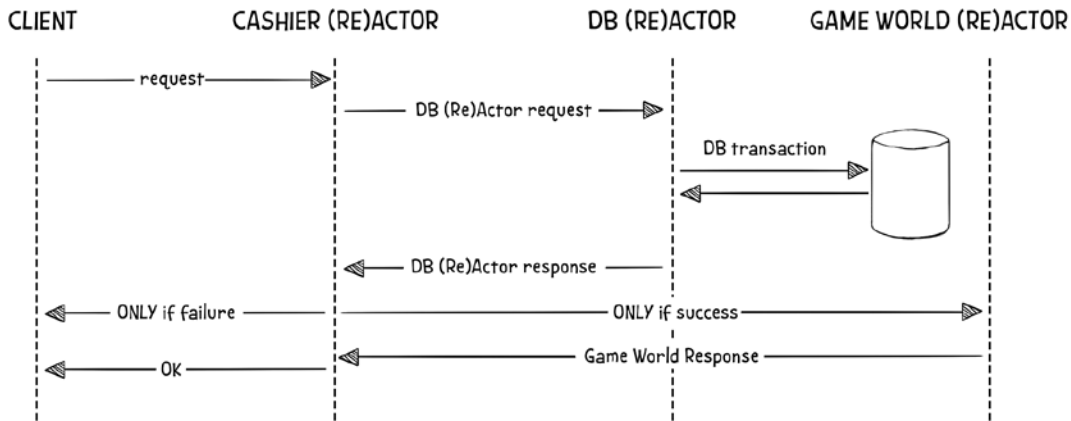 CLIENT
CASHIER (RE)ACTOR
DB (RE)ACTOR
GAME WORLD (RE)ACTOR
request
DB (Re)Actor request
DB transaction
DB (Re)Actor response
ONLY if failure
ONLY if success
Game World Response
OK